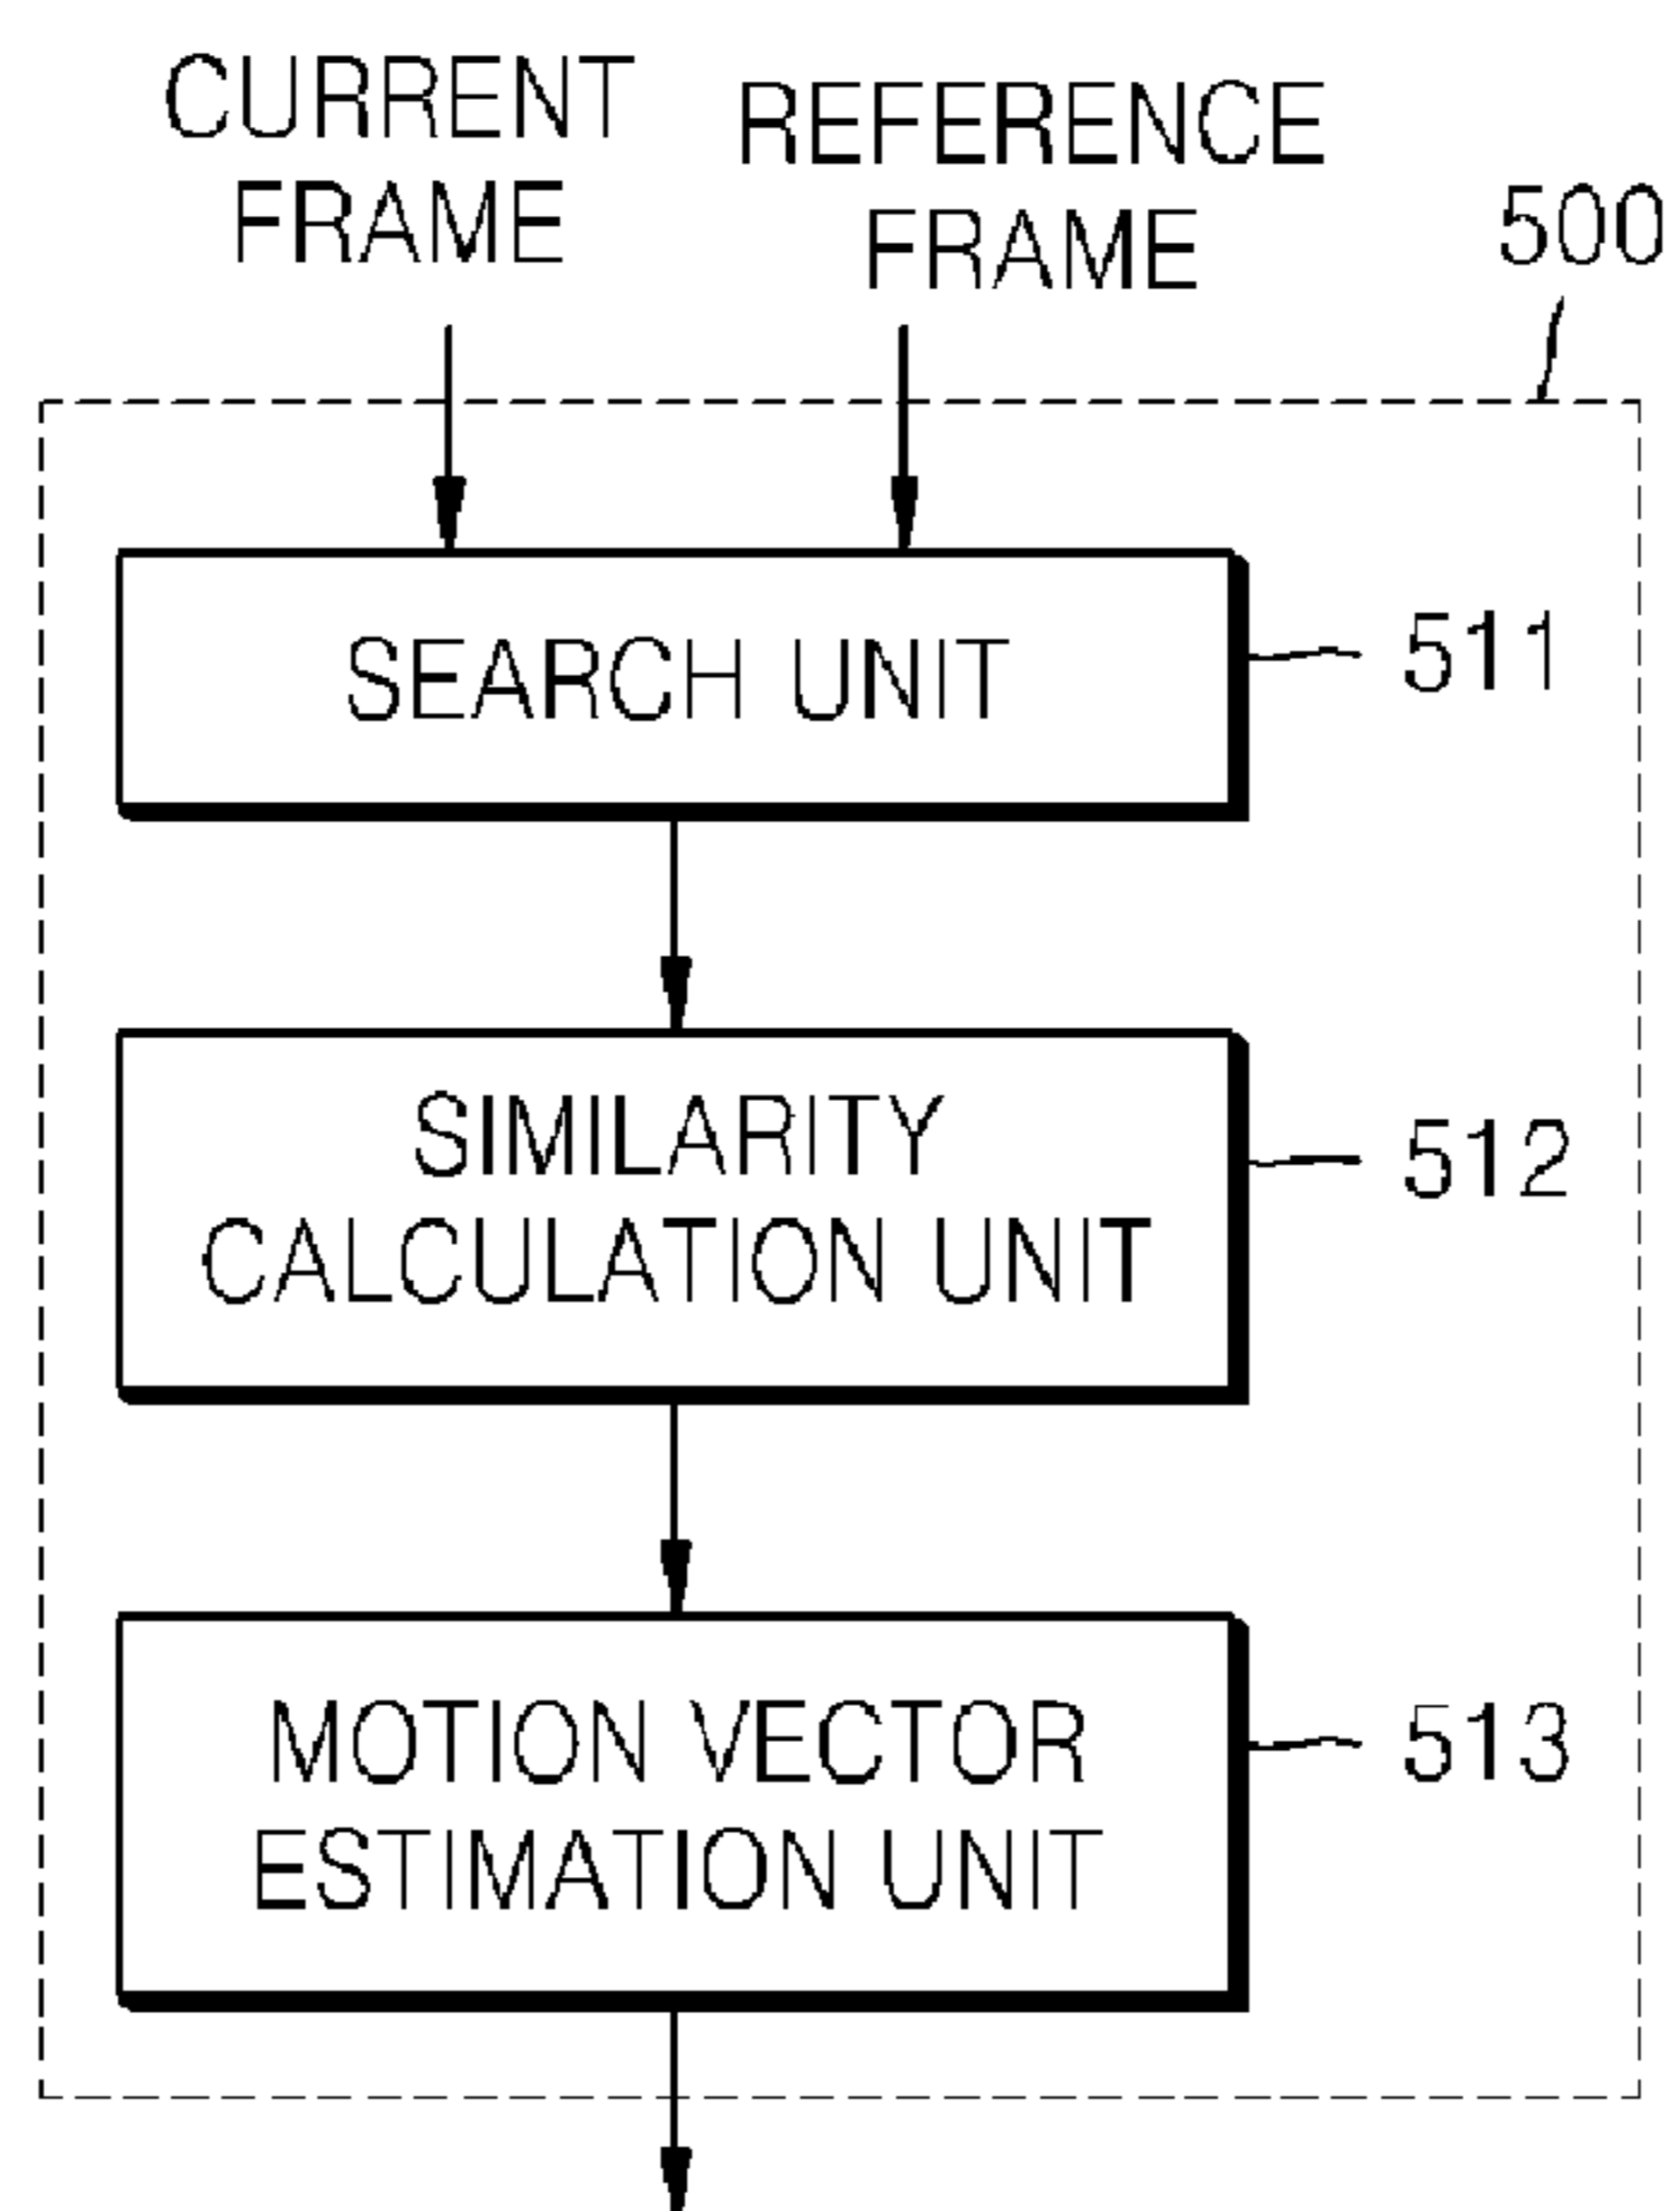 CURRENT
FRAME
REFERENCE
FRAME
500
SEARCH UNIT
511
SIMILARITY
CALCULATION UNIT
512
MOTION VECTOR
ESTIMATION UNIT
513